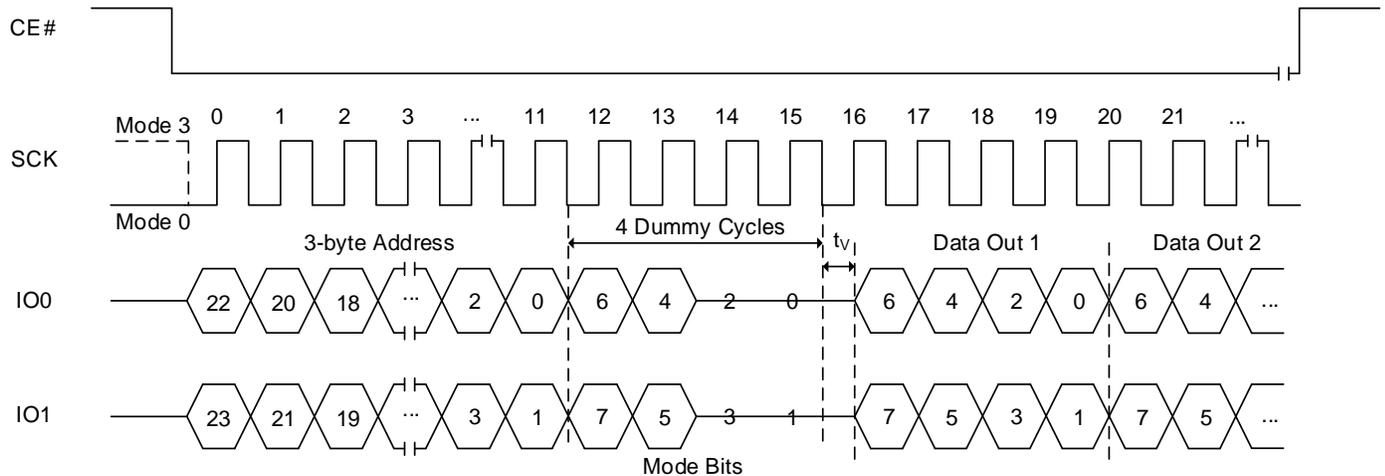 CE#
0 1 2 3 ... 11 12 13 14 15 16 17 18 19 20 21 ...
Mode 3
SCK
Mode 0
4 Dummy Cycles
3-byte Address tV Data Out 1 Data Out 2
IO0 22 20 18 ... 2 0 6 4 2 0 6 4 2 0 6 4 ...
IO1 23 21 19 ... 3 1 7 5 3 1 7 5 3 1 7 5 ...
Mode Bits